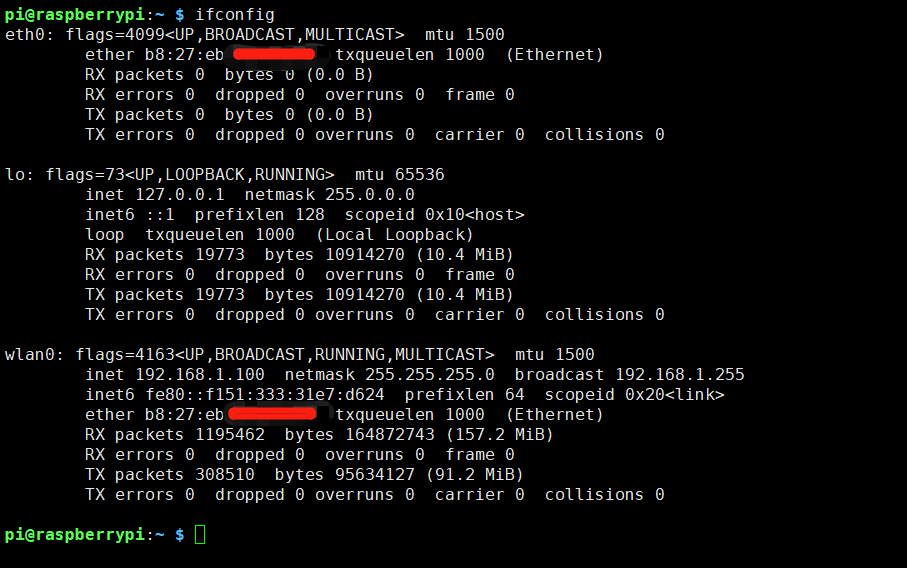 pi@raspberrypi:~ $ ifconfig
eth0: flags=4099<UP,BROADCAST,MULTICAST>  mtu 1500
        ether b8:27:eb txqueuelen 1000  (Ethernet)
        RX packets 0  bytes 0 (0.0 B)
        RX errors 0  dropped 0  overruns 0  frame 0
        TX packets 0  bytes 0 (0.0 B)
        TX errors 0  dropped 0 overruns 0  carrier 0  collisions 0

lo: flags=73<UP,LOOPBACK,RUNNING>  mtu 65536
        inet 127.0.0.1  netmask 255.0.0.0
        inet6 ::1  prefixlen 128  scopeid 0x10<host>
        loop  txqueuelen 1000  (Local Loopback)
        RX packets 19773  bytes 10914270 (10.4 MiB)
        RX errors 0  dropped 0  overruns 0  frame 0
        TX packets 19773  bytes 10914270 (10.4 MiB)
        TX errors 0  dropped 0 overruns 0  carrier 0  collisions 0

wlan0: flags=4163<UP,BROADCAST,RUNNING,MULTICAST>  mtu 1500
        inet 192.168.1.100  netmask 255.255.255.0  broadcast 192.168.1.255
        inet6 fe80::f151:333:31e7:d624  prefixlen 64  scopeid 0x20<link>
        ether b8:27:eb txqueuelen 1000  (Ethernet)
        RX packets 1195462  bytes 164872743 (157.2 MiB)
        RX errors 0  dropped 0  overruns 0  frame 0
        TX packets 308510  bytes 95634127 (91.2 MiB)
        TX errors 0  dropped 0 overruns 0  carrier 0  collisions 0

pi@raspberrypi:~ $